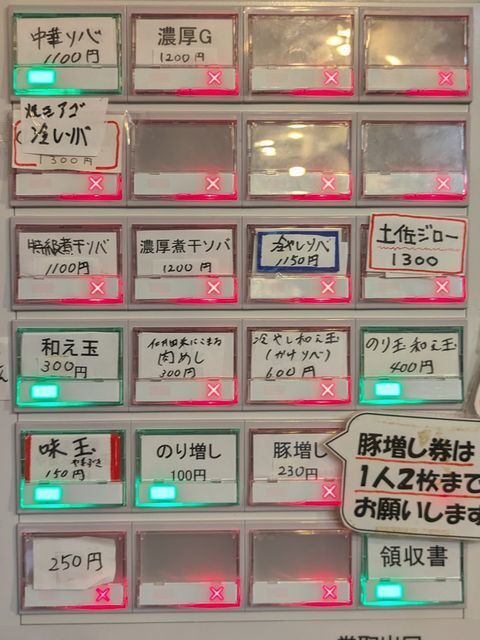 中華ソバ
1100円
濃厚G
1200円
焼きアゴ
冷しソバ
1300円
特級煮干ソバ
1100円
濃厚煮干ソバ
1200円
冷やしソバ
1150円
土佐ジロー
1300
和え玉
300円
肉めし
300円
冷やし和え玉
600円
のり玉和え玉
400円
味玉
150円
のり増し
100円
豚増し
230円
豚増し券は
1人2枚まで
お願いします
250円
領収書